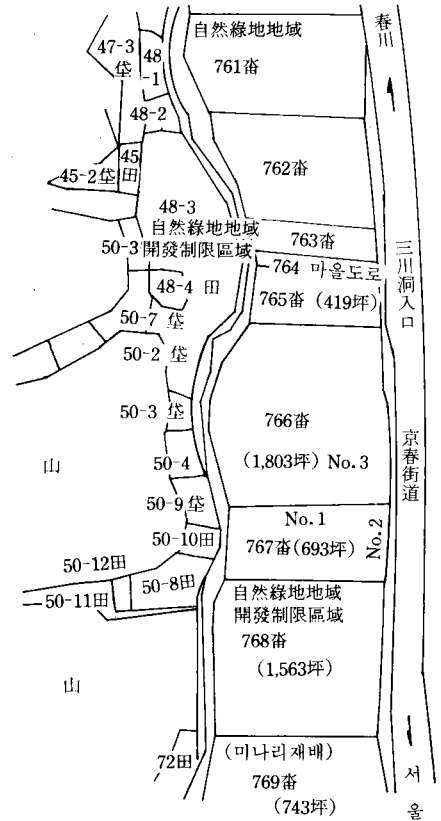 春川
自然綠地地域
761畓
47-3
垈
48
-1
48-2
762畓
45
田
45-2垈
48-3
自然綠地地域
開發制限區域
50-3
763畓
764 마을도로
765畓 (419坪)
三川洞入口
48-4 田
50-7 垈
50-2 垈
50-3 垈
766畓
(1,803坪) No.3
京春街道
山
50-4
50-9垈
No.1
No.2
767畓(693坪)
50-10田
50-12田
50-8田
50-11田
自然綠地地域
開發制限區域
768畓
(1,563坪)
山
72田
(미나리재배)
769畓
(743坪)
서울